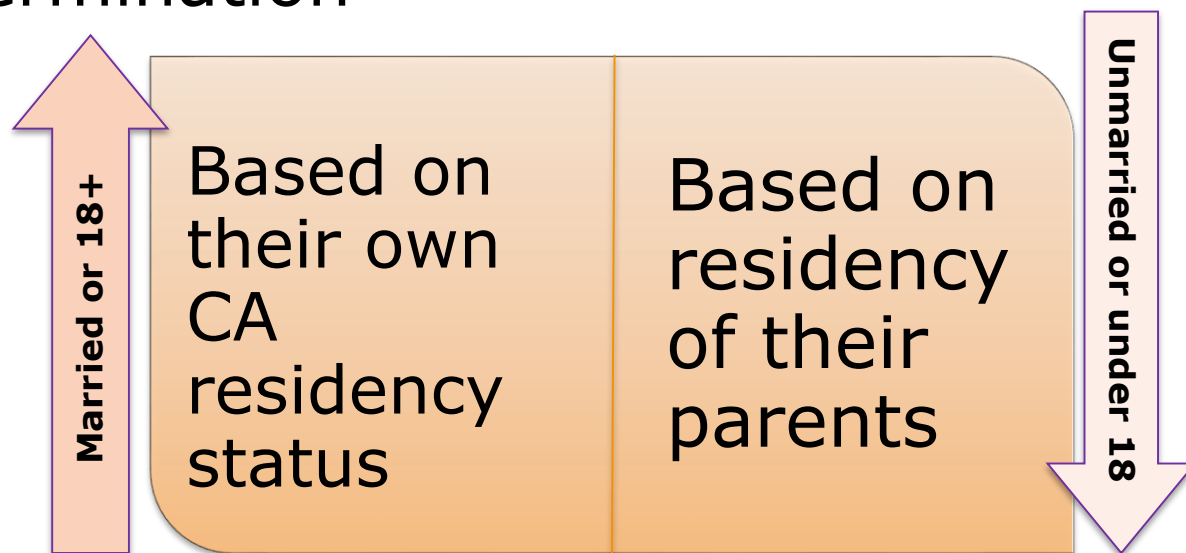 Married or 18+
Based on
their own
CA
residency
status
Based on
residency
of their
parents
Unmarried or under 18